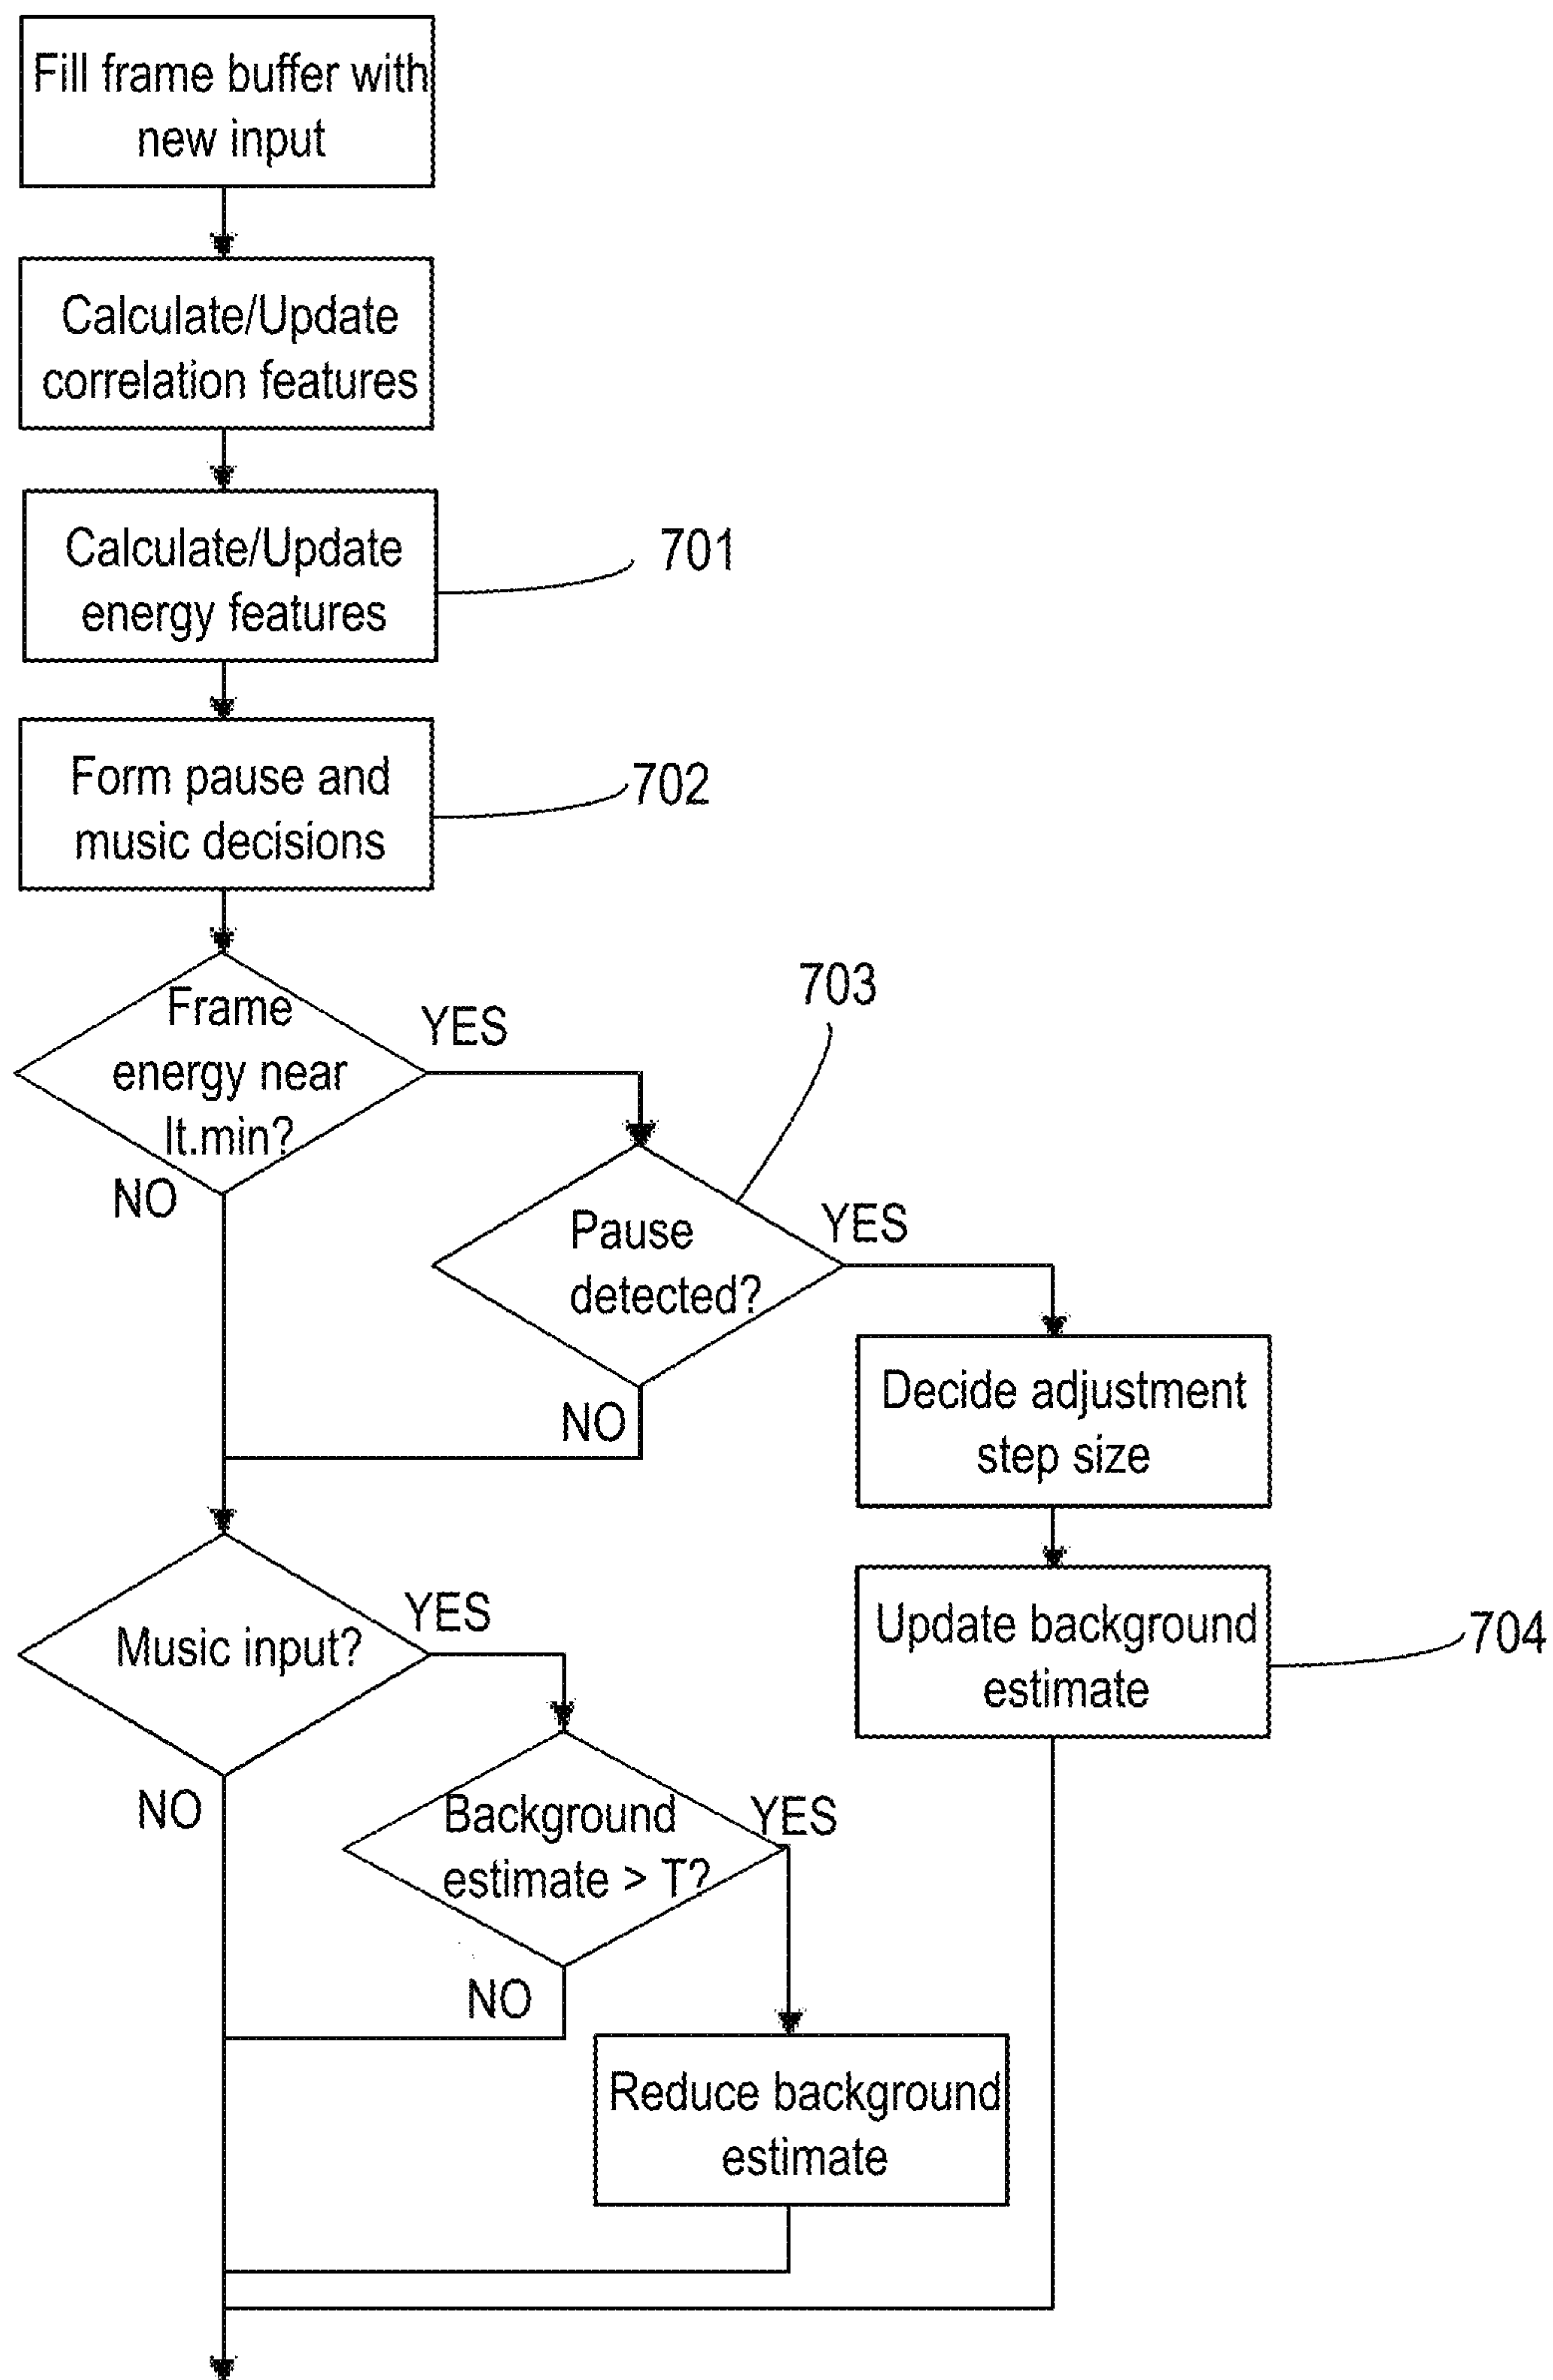 Fill frame buffer with
new input
Calculate/Update
correlation features
Calculate/Update
energy features
701
Form pause and
music decisions
702
Frame
energy near
lt.min?
YES
NO
703
Pause
detected?
YES
NO
Decide adjustment
step size
Update background
estimate
704
Music input?
YES
NO
Background
estimate > T?
YES
NO
Reduce background
estimate